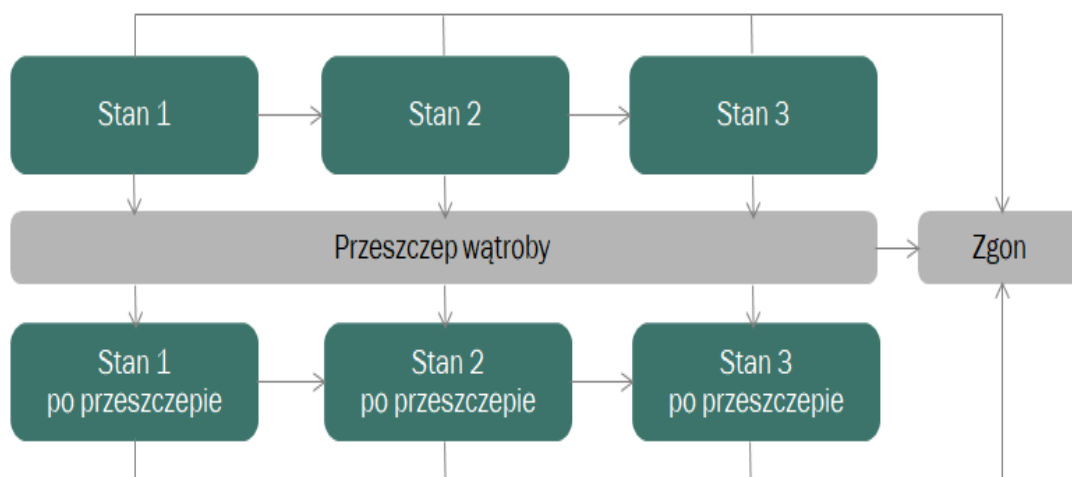 Stan 1
Stan 2
Stan 3
Przeszczep wątroby
Zgon
Stan 1
po przeszczepie
Stan 2
po przeszczepie
Stan 3
po przeszczepie